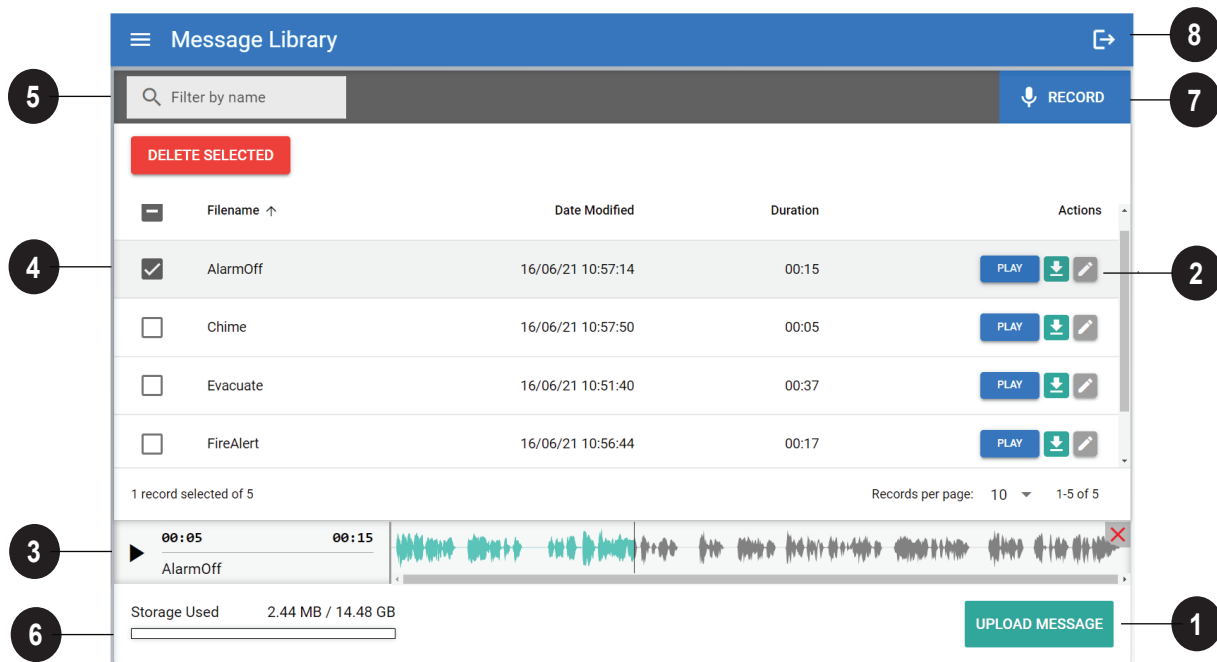 Message Library
8
5
Filter by name
RECORD
7
DELETE SELECTED
Filename ↑ Date Modified Duration Actions
4
AlarmOff 16/06/21 10:57:14 00:15 PLAY
2
Chime 16/06/21 10:57:50 00:05 PLAY
Evacuate 16/06/21 10:51:40 00:37 PLAY
FireAlert 16/06/21 10:56:44 00:17 PLAY
1 record selected of 5 Records per page: 10 1-5 of 5
3
00:05 00:15
AlarmOff
Storage Used 2.44 MB / 14.48 GB
6
UPLOAD MESSAGE
1